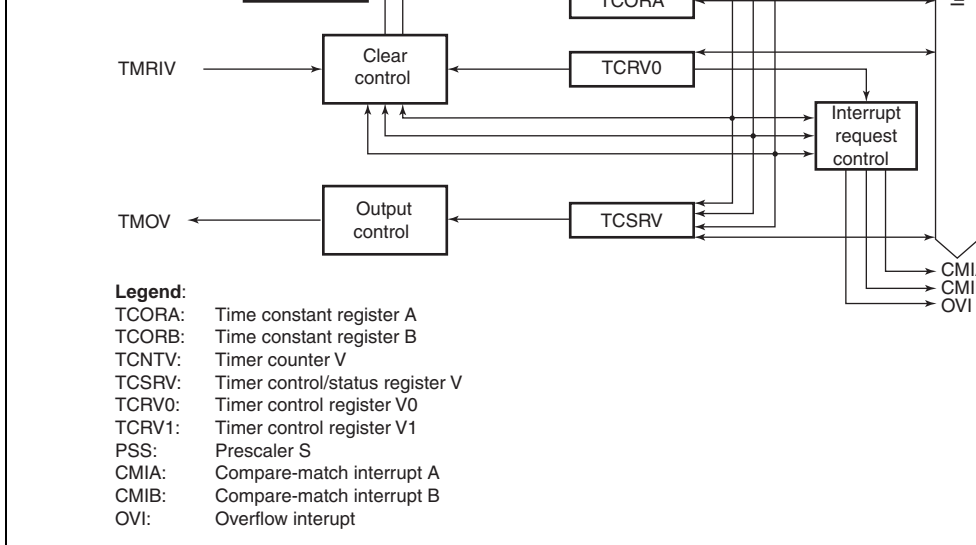 TCORA
Clear
control
TMRIV
TCRV0
Interrupt
request
control
Output
control
TMOV
TCSRV
CMI
CMI
OVI
Legend:
TCORA: Time constant register A
TCORB: Time constant register B
TCNTV: Timer counter V
TCSRV: Timer control/status register V
TCRV0: Timer control register V0
TCRV1: Timer control register V1
PSS: Prescaler S
CMIA: Compare-match interrupt A
CMIB: Compare-match interrupt B
OVI: Overflow interupt